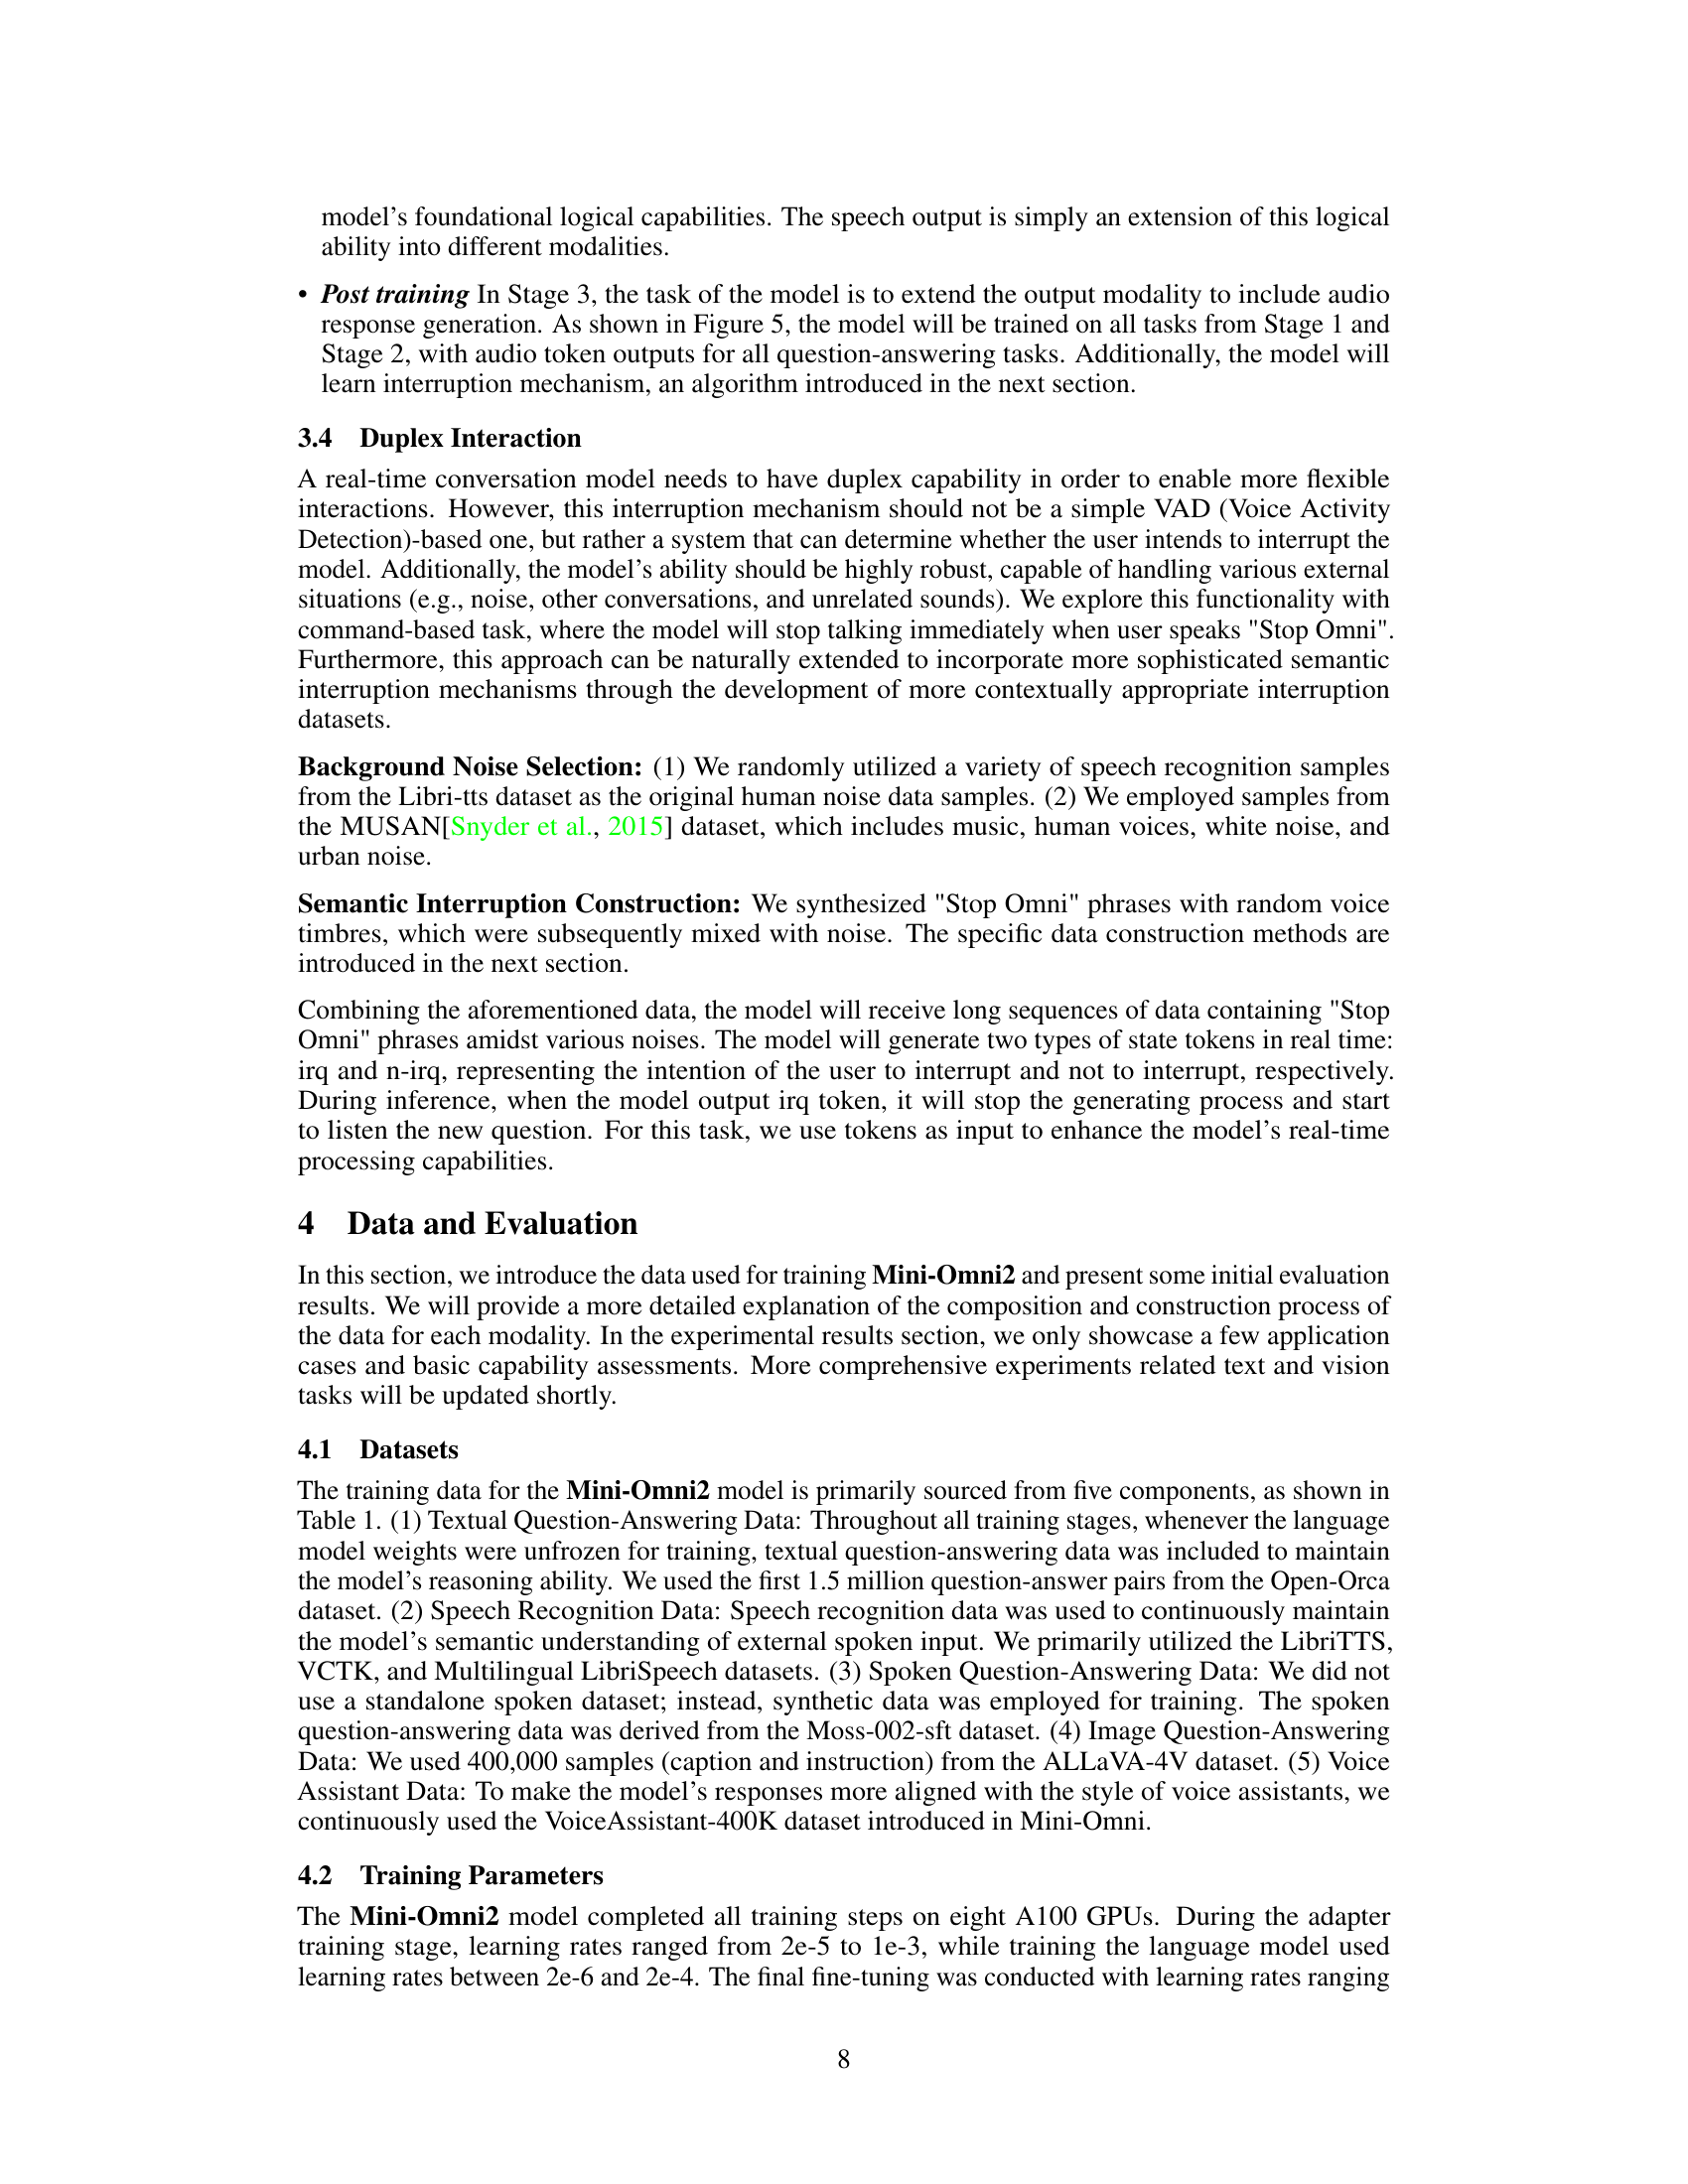 model's foundational logical capabilities. The speech output is simply an extension of this logical
ability into different modalities.
• Post training In Stage 3, the task of the model is to extend the output modality to include audio
response generation. As shown in Figure 5, the model will be trained on all tasks from Stage 1 and
Stage 2, with audio token outputs for all question-answering tasks. Additionally, the model will
learn interruption mechanism, an algorithm introduced in the next section.
3.4 Duplex Interaction
A real-time conversation model needs to have duplex capability in order to enable more flexible
interactions. However, this interruption mechanism should not be a simple VAD (Voice Activity
Detection)-based one, but rather a system that can determine whether the user intends to interrupt the
model. Additionally, the model's ability should be highly robust, capable of handling various external
situations (e.g., noise, other conversations, and unrelated sounds). We explore this functionality with
command-based task, where the model will stop talking immediately when user speaks "Stop Omni".
Furthermore, this approach can be naturally extended to incorporate more sophisticated semantic
interruption mechanisms through the development of more contextually appropriate interruption
datasets.
Background Noise Selection: (1) We randomly utilized a variety of speech recognition samples
from the Libri-tts dataset as the original human noise data samples. (2) We employed samples from
the MUSAN[Snyder et al., 2015] dataset, which includes music, human voices, white noise, and
urban noise.
Semantic Interruption Construction: We synthesized "Stop Omni" phrases with random voice
timbres, which were subsequently mixed with noise. The specific data construction methods are
introduced in the next section.
Combining the aforementioned data, the model will receive long sequences of data containing "Stop
Omni" phrases amidst various noises. The model will generate two types of state tokens in real time:
irq and n-irq, representing the intention of the user to interrupt and not to interrupt, respectively.
During inference, when the model output irq token, it will stop the generating process and start
to listen the new question. For this task, we use tokens as input to enhance the model's real-time
processing capabilities.
4 Data and Evaluation
In this section, we introduce the data used for training Mini-Omni2 and present some initial evaluation
results. We will provide a more detailed explanation of the composition and construction process of
the data for each modality. In the experimental results section, we only showcase a few application
cases and basic capability assessments. More comprehensive experiments related text and vision
tasks will be updated shortly.
4.1 Datasets
The training data for the Mini-Omni2 model is primarily sourced from five components, as shown in
Table 1. (1) Textual Question-Answering Data: Throughout all training stages, whenever the language
model weights were unfrozen for training, textual question-answering data was included to maintain
the model's reasoning ability. We used the first 1.5 million question-answer pairs from the Open-Orca
dataset. (2) Speech Recognition Data: Speech recognition data was used to continuously maintain
the model's semantic understanding of external spoken input. We primarily utilized the LibriTTS,
VCTK, and Multilingual LibriSpeech datasets. (3) Spoken Question-Answering Data: We did not
use a standalone spoken dataset; instead, synthetic data was employed for training. The spoken
question-answering data was derived from the Moss-002-sft dataset. (4) Image Question-Answering
Data: We used 400,000 samples (caption and instruction) from the ALLaVA-4V dataset. (5) Voice
Assistant Data: To make the model's responses more aligned with the style of voice assistants, we
continuously used the VoiceAssistant-400K dataset introduced in Mini-Omni.
4.2 Training Parameters
The Mini-Omni2 model completed all training steps on eight A100 GPUs. During the adapter
training stage, learning rates ranged from 2e-5 to 1e-3, while training the language model used
learning rates between 2e-6 and 2e-4. The final fine-tuning was conducted with learning rates ranging
8